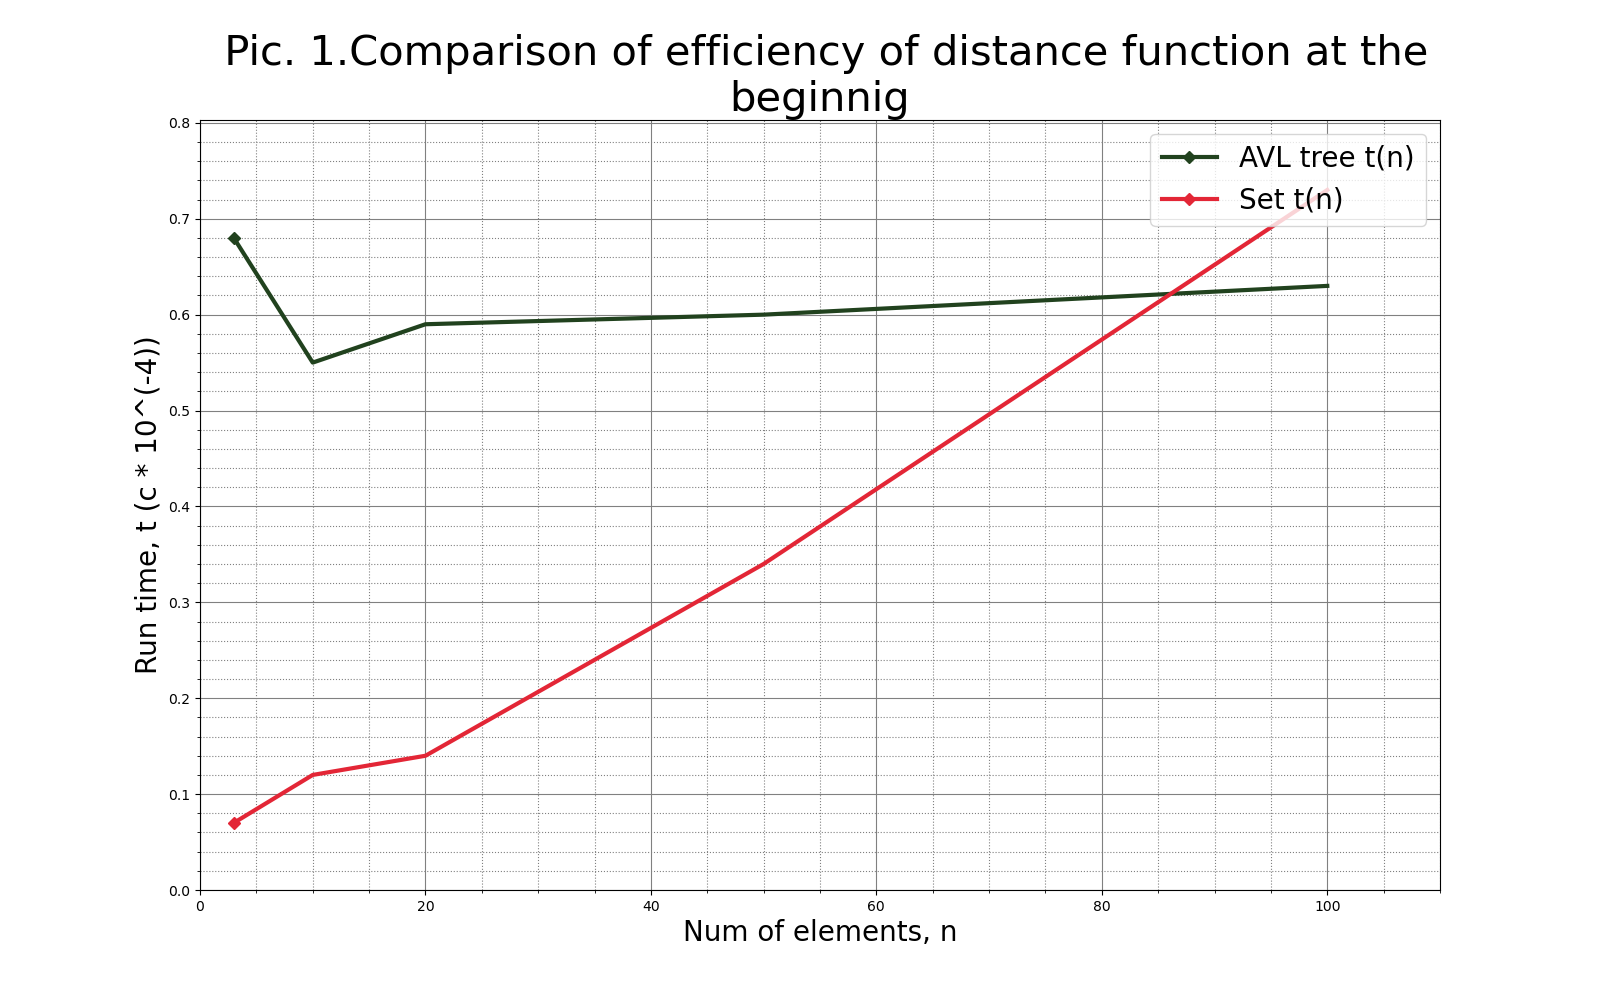 Pic. 1.Comparison of efficiency of distance function at the
beginnig
AVL tree t(n)
Set t(n)
Run time, t (c * 10^(-4))
0.8
0.7
0.6
0.5
0.4
0.3
0.2
0.1
0.0
0 20 40 60 80 100
Num of elements, n